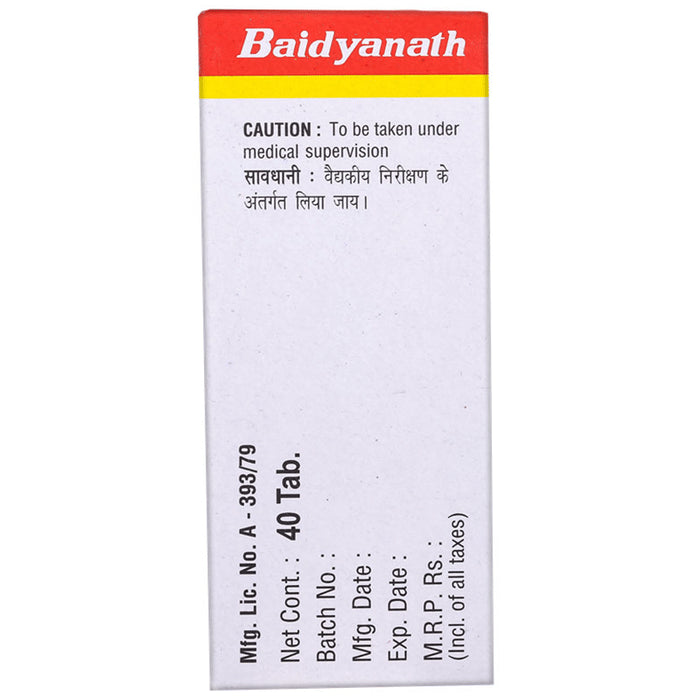 Baidyanath
CAUTION : To be taken under
medical supervision
सावधानी : वैद्यकीय निरीक्षण के
अंतर्गत लिया जाय।
Mfg. Lic. No. A - 393/79
Net Cont. : 40 Tab.
Batch No. :
Mfg. Date :
Exp. Date :
M.R.P. Rs. :
(Incl. of all taxes)